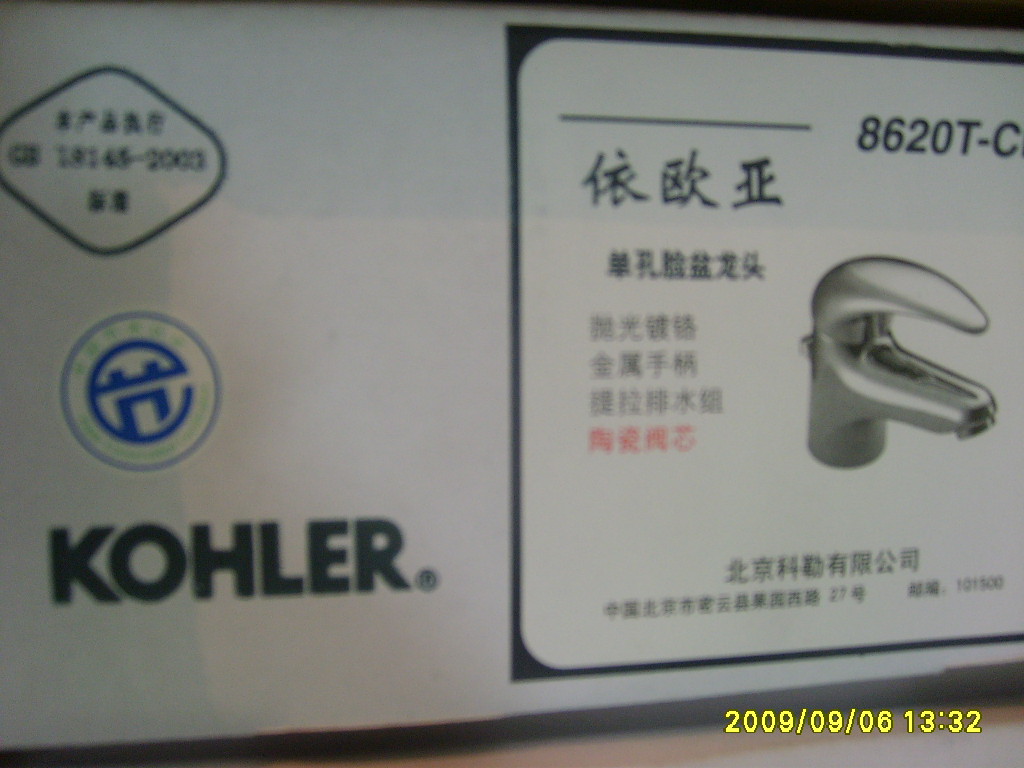 本产品执行
GB 18145-2003
标准
KOHLER®
8620T-C
依欧亚
单孔脸盆龙头
抛光镀铬
金属手柄
提拉排水组
陶瓷阀芯
北京科勒有限公司
中国北京市密云县果园西路 27号 邮编：101500
2009/09/06 13:32